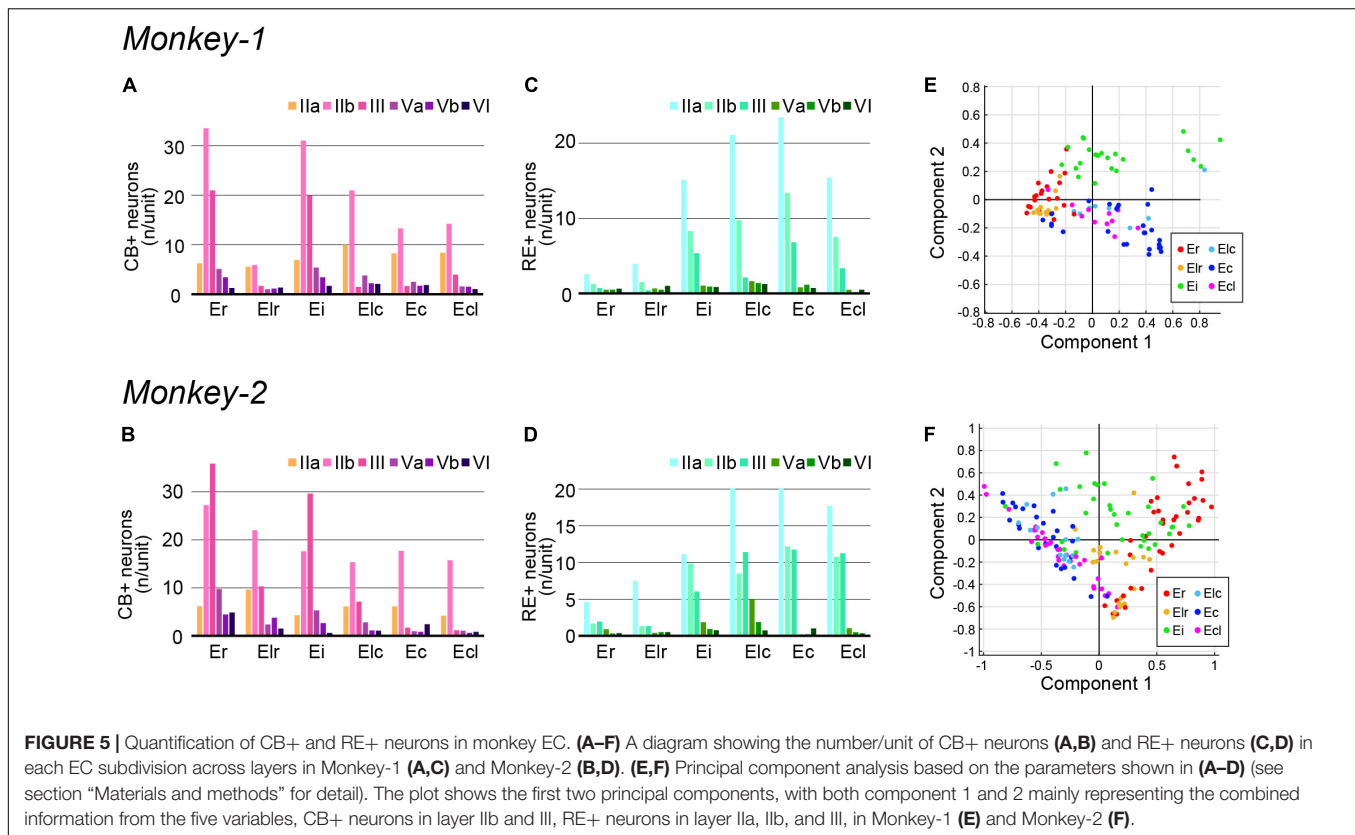 Monkey-1
A
IIa IIb III Va Vb VI
CB+ neurons
(n/unit)
30
20
10
0
Er Elr Ei Elc Ec Ecl
C
IIa IIb III Va Vb VI
RE+ neurons
(n/unit)
20
10
0
Er Elr Ei Elc Ec Ecl
E
Component 2
0.8
0.6
0.4
0.2
0
-0.2
-0.4
-0.6
-0.8
-0.8 -0.6 -0.4 -0.2 0 0.2 0.4 0.6 0.8
Component 1
Er Elc
Elr Ec
Ei Ecl
Monkey-2
B
IIa IIb III Va Vb VI
CB+ neurons
(n/unit)
30
20
10
0
Er Elr Ei Elc Ec Ecl
D
IIa IIb III Va Vb VI
RE+ neurons
(n/unit)
20
15
10
5
0
Er Elr Ei Elc Ec Ecl
F
Component 2
1
0.8
0.6
0.4
0.2
0
-0.2
-0.4
-0.6
-0.8
-1
-1 -0.5 0 0.5 1
Component 1
Er Elc
Elr Ec
Ei Ecl
FIGURE 5 | Quantification of CB+ and RE+ neurons in monkey EC. (A–F) A diagram showing the number/unit of CB+ neurons (A,B) and RE+ neurons (C,D) in
each EC subdivision across layers in Monkey-1 (A,C) and Monkey-2 (B,D). (E,F) Principal component analysis based on the parameters shown in (A–D) (see
section “Materials and methods” for detail). The plot shows the first two principal components, with both component 1 and 2 mainly representing the combined
information from the five variables, CB+ neurons in layer IIb and III, RE+ neurons in layer IIa, IIb, and III, in Monkey-1 (E) and Monkey-2 (F).